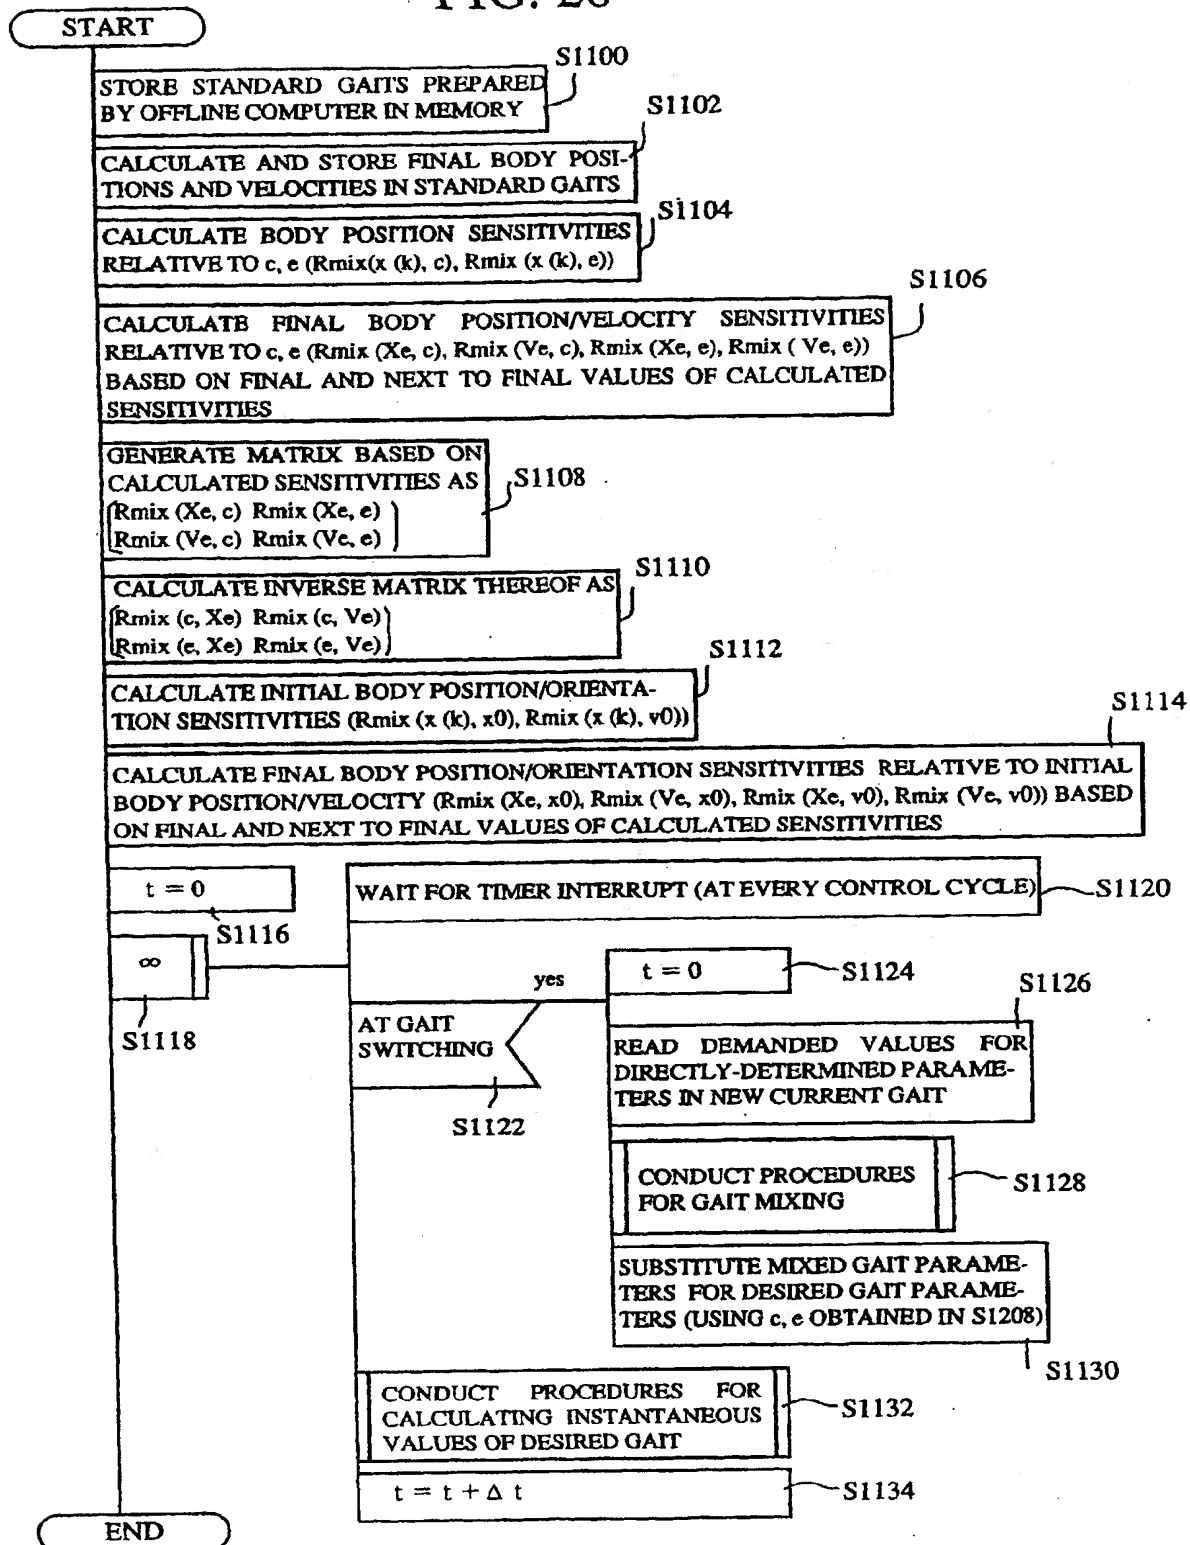 START
S1100
STORE STANDARD GAITS PREPARED
BY OFFLINE COMPUTER IN MEMORY
S1102
CALCULATE AND STORE FINAL BODY POSI-
TIONS AND VELOCITIES IN STANDARD GAITS
S1104
CALCULATE BODY POSITION SENSITIVITIES
RELATIVE TO c, e (Rmix(x (k), c), Rmix (x (k), e))
S1106
CALCULATE FINAL BODY POSITION/VELOCITY SENSITIVITIES
RELATIVE TO c, e (Rmix (Xe, c), Rmix (Ve, c), Rmix (Xe, e), Rmix ( Ve, e))
BASED ON FINAL AND NEXT TO FINAL VALUES OF CALCULATED
SENSITIVITIES
GENERATE MATRIX BASED ON
CALCULATED SENSITIVITIES AS
S1108
Rmix (Xe, c) Rmix (Xe, e)
Rmix (Ve, c) Rmix (Ve, e)
S1110
CALCULATE INVERSE MATRIX THEREOF AS
Rmix (c, Xe) Rmix (c, Ve)
Rmix (e, Xe) Rmix (e, Ve)
S1112
CALCULATE INITIAL BODY POSITION/ORIENTA-
TION SENSITIVITIES (Rmix (x (k), x0), Rmix (x (k), v0))
S1114
CALCULATE FINAL BODY POSITION/ORIENTATION SENSITIVITIES RELATIVE TO INITIAL
BODY POSITION/VELOCITY (Rmix (Xe, x0), Rmix (Ve, x0), Rmix (Xe, v0), Rmix (Ve, v0)) BASED
ON FINAL AND NEXT TO FINAL VALUES OF CALCULATED SENSITIVITIES
t = 0
S1116
WAIT FOR TIMER INTERRUPT (AT EVERY CONTROL CYCLE)
S1120
∞
S1118
yes
t = 0
S1124
AT GAIT
SWITCHING
S1122
S1126
READ DEMANDED VALUES FOR
DIRECTLY-DETERMINED PARAME-
TERS IN NEW CURRENT GAIT
CONDUCT PROCEDURES
FOR GAIT MIXING
S1128
SUBSTITUTE MIXED GAIT PARAME-
TERS FOR DESIRED GAIT PARAME-
TERS (USING c, e OBTAINED IN S1208)
S1130
CONDUCT PROCEDURES FOR
CALCULATING INSTANTANEOUS
VALUES OF DESIRED GAIT
S1132
t = t + Δ t
S1134
END